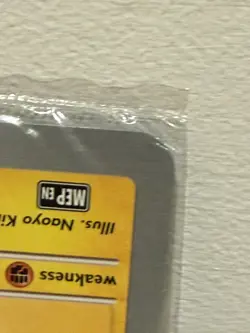 weakness
Illus. Naoyo Ki
MEP EN